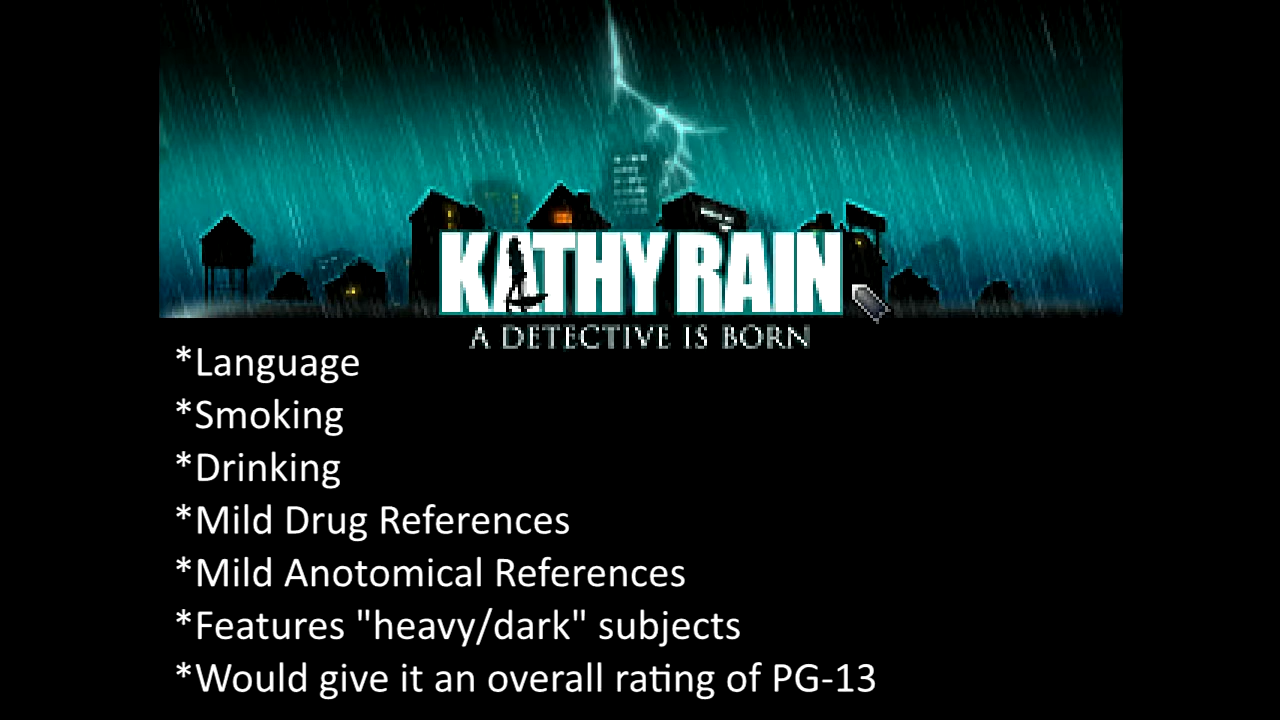 KATHY RAIN
A DETECTIVE IS BORN
*Language
*Smoking
*Drinking
*Mild Drug References
*Mild Anotomical References
*Features "heavy/dark" subjects
*Would give it an overall rating of PG-13